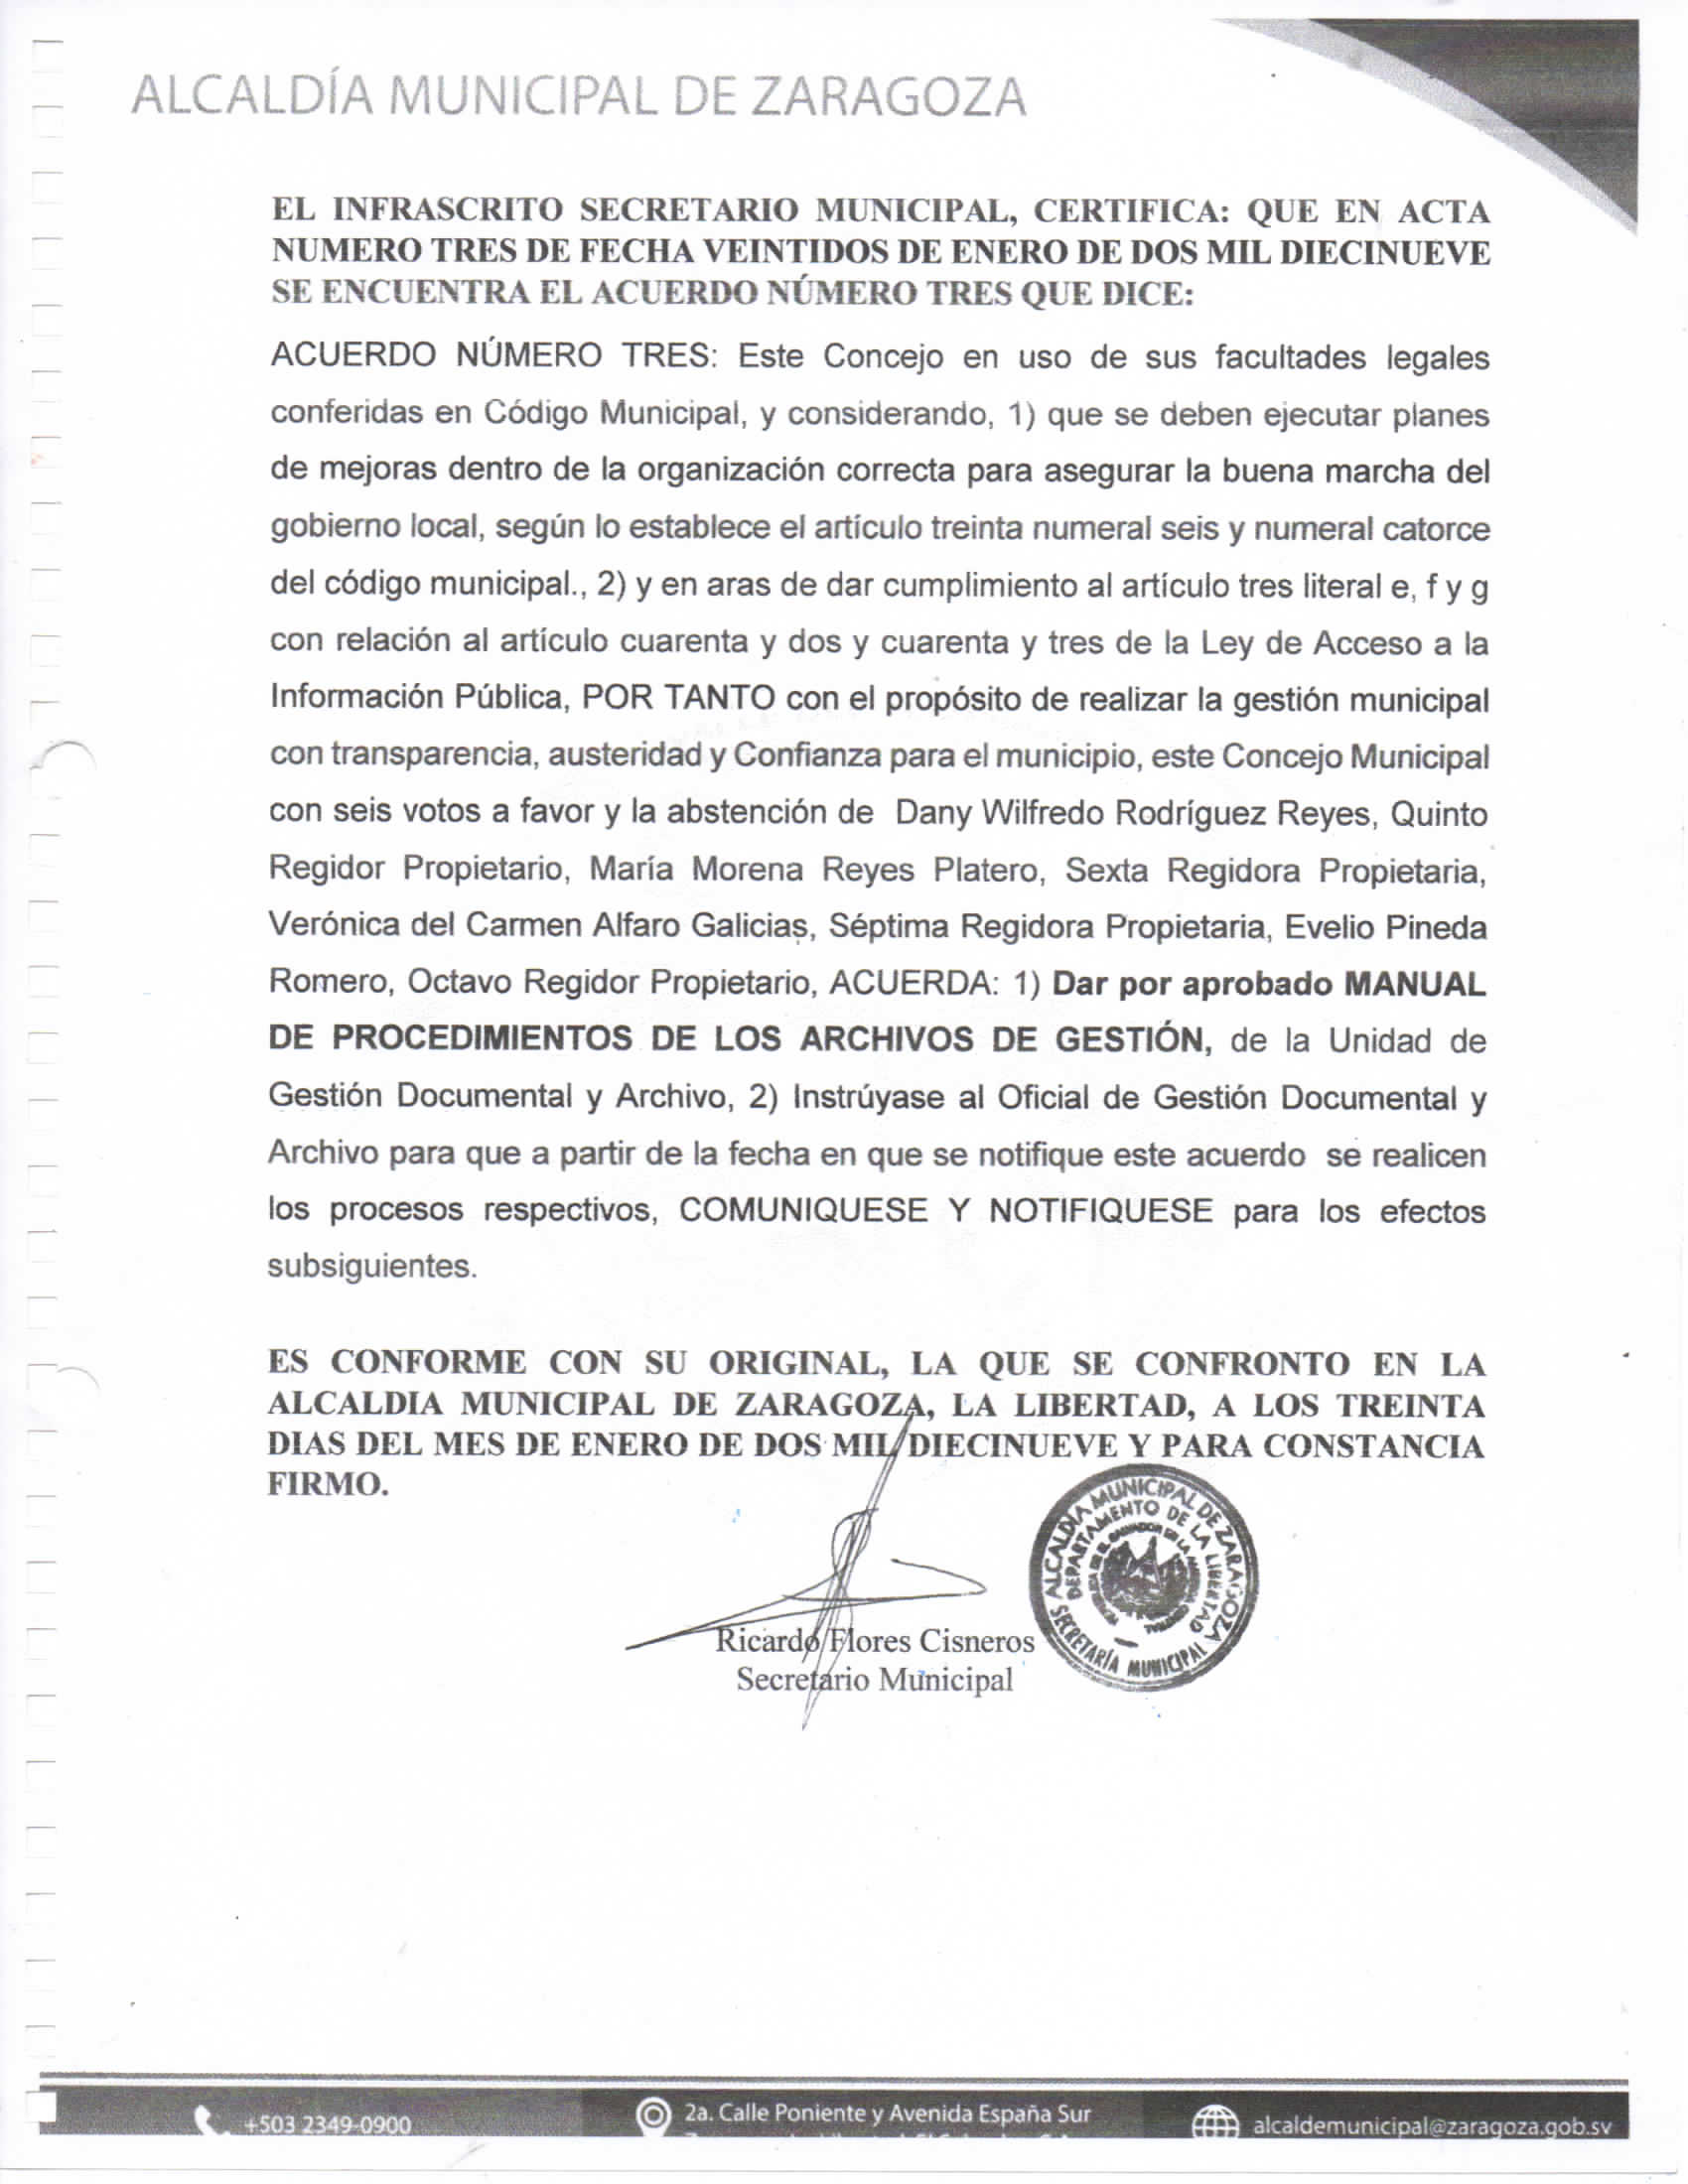 ALCALDÍA MUNICIPAL DE ZARAGOZA
EL INFRASCRITO SECRETARIO MUNICIPAL, CERTIFICA: QUE EN ACTA
NUMERO TRES DE FECHA VEINTIDOS DE ENERO DE DOS MIL DIECINUEVE
SE ENCUENTRA EL ACUERDO NÚMERO TRES QUE DICE:
ACUERDO NÚMERO TRES: Este Concejo en uso de sus facultades legales
conferidas en Código Municipal, y considerando, 1) que se deben ejecutar planes
de mejoras dentro de la organización correcta para asegurar la buena marcha del
gobierno local, según lo establece el artículo treinta numeral seis y numeral catorce
del código municipal., 2) y en aras de dar cumplimiento al artículo tres literal e, f y g
con relación al artículo cuarenta y dos y cuarenta y tres de la Ley de Acceso a la
Información Pública, POR TANTO con el propósito de realizar la gestión municipal
con transparencia, austeridad y Confianza para el municipio, este Concejo Municipal
con seis votos a favor y la abstención de Dany Wilfredo Rodríguez Reyes, Quinto
Regidor Propietario, María Morena Reyes Platero, Sexta Regidora Propietaria,
Verónica del Carmen Alfaro Galicias, Séptima Regidora Propietaria, Evelio Pineda
Romero, Octavo Regidor Propietario, ACUERDA: 1) Dar por aprobado MANUAL
DE PROCEDIMIENTOS DE LOS ARCHIVOS DE GESTIÓN, de la Unidad de
Gestión Documental y Archivo, 2) Instrúyase al Oficial de Gestión Documental y
Archivo para que a partir de la fecha en que se notifique este acuerdo se realicen
los procesos respectivos, COMUNIQUESE Y NOTIFIQUESE para los efectos
subsiguientes.
ES CONFORME CON SU ORIGINAL, LA QUE SE CONFRONTO EN LA
ALCALDIA MUNICIPAL DE ZARAGOZA, LA LIBERTAD, A LOS TREINTA
DIAS DEL MES DE ENERO DE DOS MIL DIECINUEVE Y PARA CONSTANCIA
FIRMO.
ALCALDIA MUNICIPAL DE ZARAGOZA
DEPARTAMENTO DE LA LIBERTAD
SECRETARÍA MUNICIPAL
Ricardo Flores Cisneros
Secretario Municipal
+503 2349-0900
2a. Calle Poniente y Avenida España Sur
alcaldemunicipal@zaragoza.gob.sv